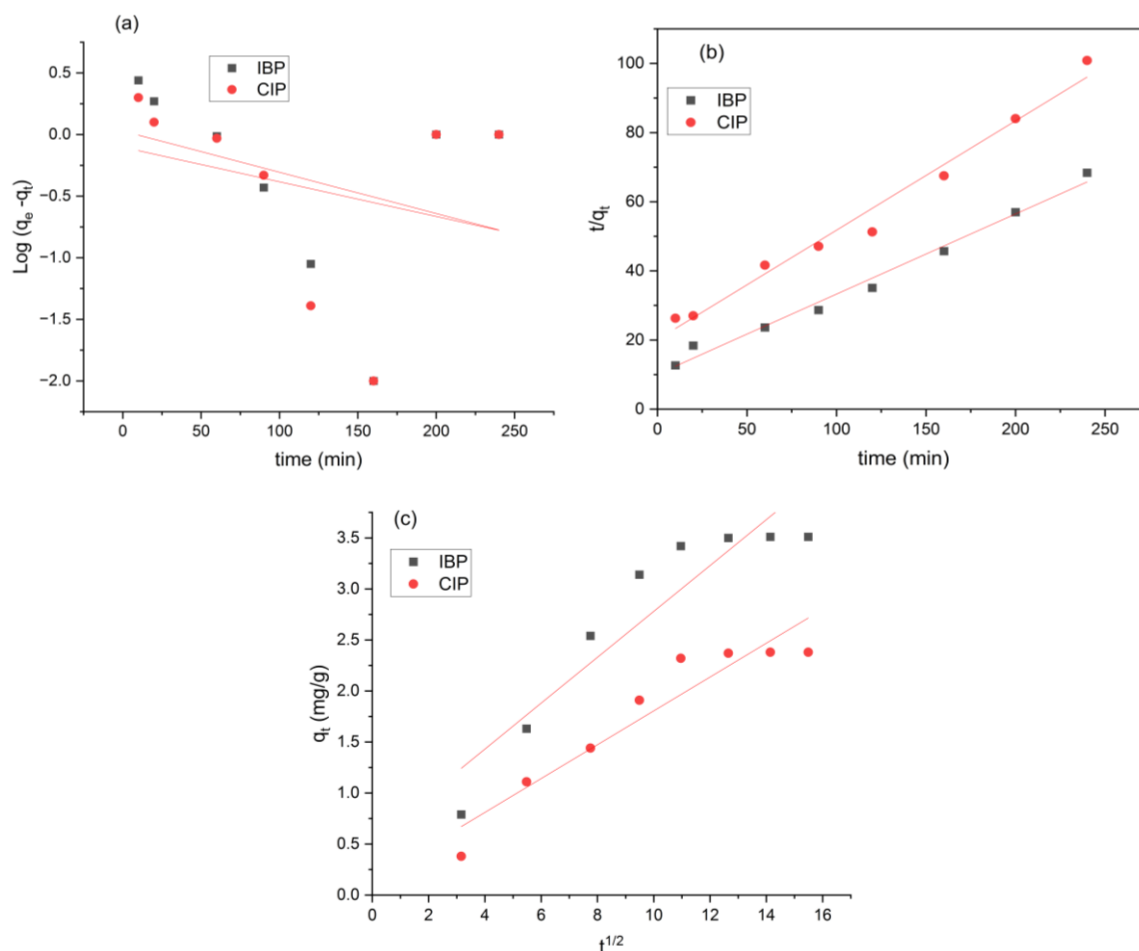 (a)
IBP
CIP
0.5
0.0
−0.5
−1.0
−1.5
−2.0
Log (qₑ -qₜ)
0 50 100 150 200 250
time (min)
(b)
IBP
CIP
100
80
60
40
20
0
t/qₜ
0 50 100 150 200 250
time (min)
(c)
IBP
CIP
3.5
3.0
2.5
2.0
1.5
1.0
0.5
0.0
qₜ (mg/g)
0 2 4 6 8 10 12 14 16
t^1/2